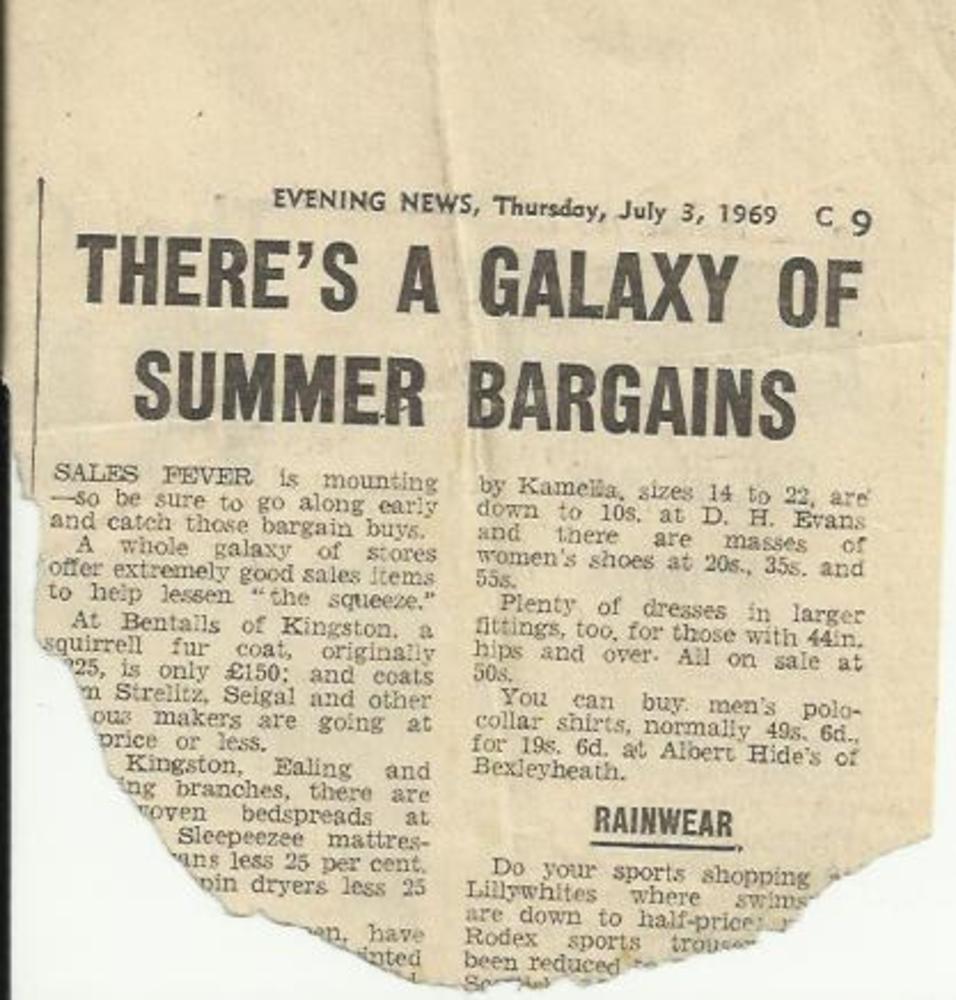 EVENING NEWS, Thursday, July 3, 1969 C 9
THERE'S A GALAXY OF
SUMMER BARGAINS
SALES FEVER is mounting
—so be sure to go along early
and catch those bargain buys.
A whole galaxy of stores
offer extremely good sales items
to help lessen "the squeeze."
At Bentalls of Kingston, a
squirrell fur coat, originally
225, is only £150; and coats
Strelitz, Seigal and other
makers are going at
price or less.
Kingston, Ealing and
branches, there are
woven bedspreads at
Sleepeezee mattres-
less 25 per cent.
dryers less 25
have
by Kamella, sizes 14 to 22, are
down to 10s. at D. H. Evans
and there are masses of
women's shoes at 20s., 35s. and
55s.
Plenty of dresses in larger
fittings, too, for those with 44in.
hips and over. All on sale at
50s.
You can buy men's polo-
collar shirts, normally 49s. 6d.,
for 19s. 6d. at Albert Hide's of
Bexleyheath.
RAINWEAR
Do your sports shopping
Lillywhites where
are down to half-price;
Rodex sports
been reduced